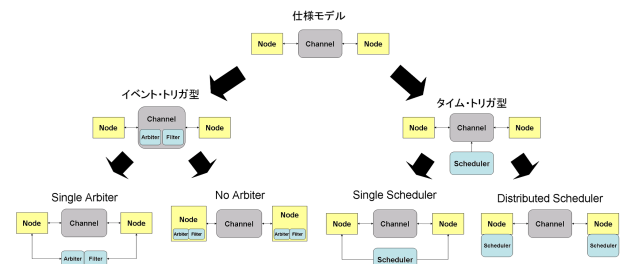 仕様モデル
Node Channel Node
イベント・トリガ型
タイム・トリガ型
Node Channel Arbiter Filter Node
Node Channel Node
Scheduler
Single Arbiter
No Arbiter
Single Scheduler
Distributed Scheduler
Node Channel Node
Arbiter Filter
Node Arbiter Filter Channel Node Arbiter Filter
Node Channel Node
Scheduler
Node Channel Node
Scheduler Scheduler